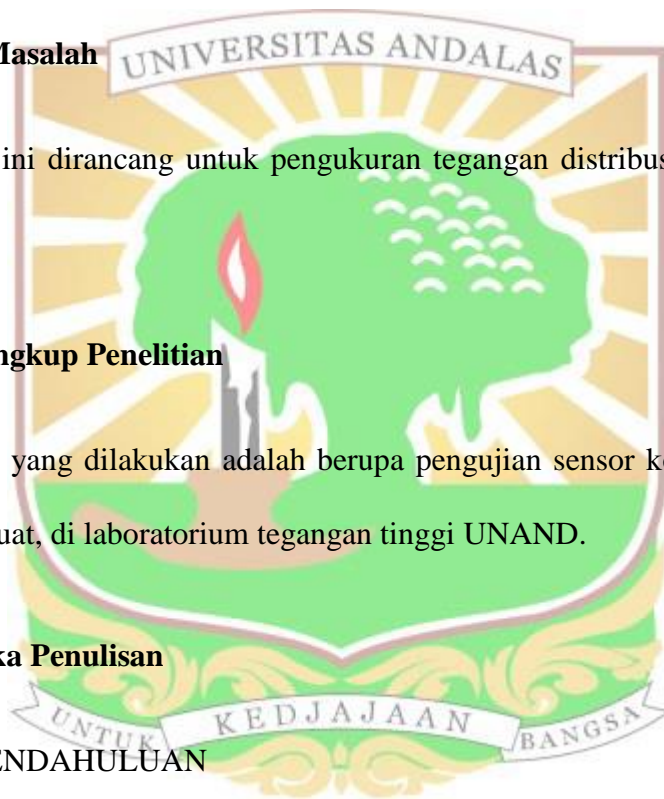 UNIVERSITAS ANDALAS
Masalah
ini dirancang untuk pengukuran tegangan distribus
ngkup Penelitian
yang dilakukan adalah berupa pengujian sensor k
uat, di laboratorium tegangan tinggi UNAND.
ka Penulisan
UNTUK KEDJAJAAN BANGSA
ENDAHULUAN